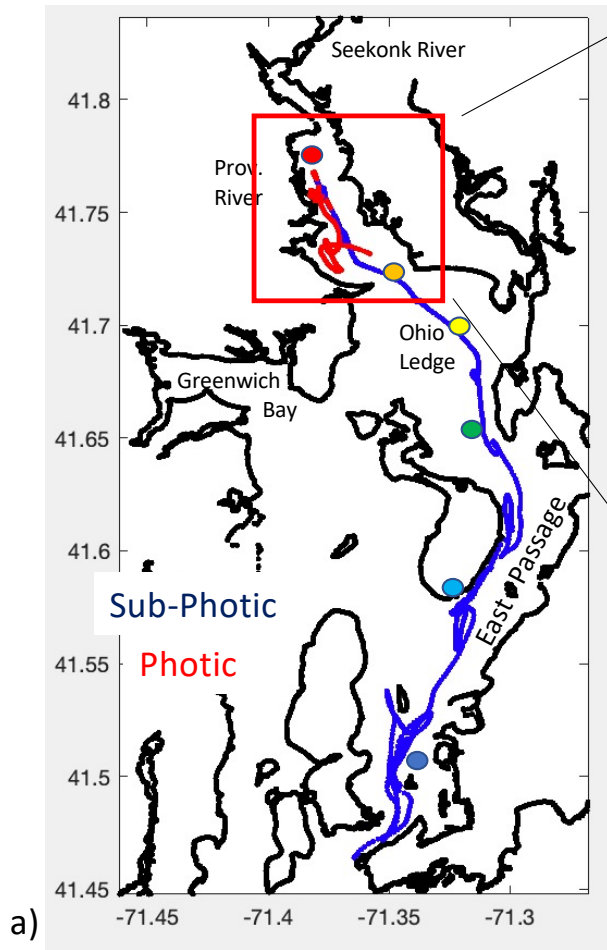 Seekonk River
41.8
Prov.
River
41.75
41.7
Ohio
Ledge
Greenwich
Bay
41.65
41.6
East Passage
Sub-Photic
Photic
41.55
41.5
41.45
a)
-71.45
-71.4
-71.35
-71.3